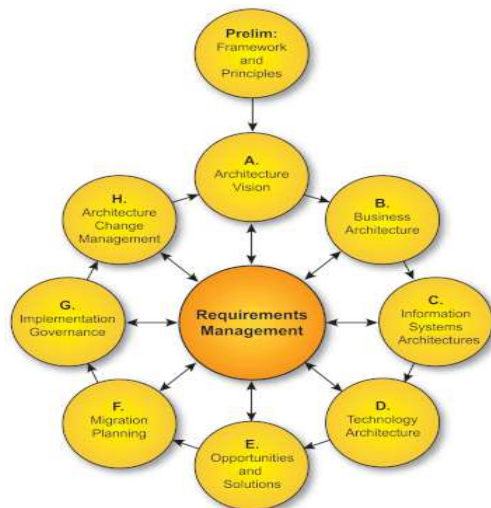 Prelim:
Framework
and
Principles
A.
Architecture
Vision
B.
Business
Architecture
C.
Information
Systems
Architectures
D.
Technology
Architecture
E.
Opportunities
and
Solutions
F.
Migration
Planning
G.
Implementation
Governance
H.
Architecture
Change
Management
Requirements
Management